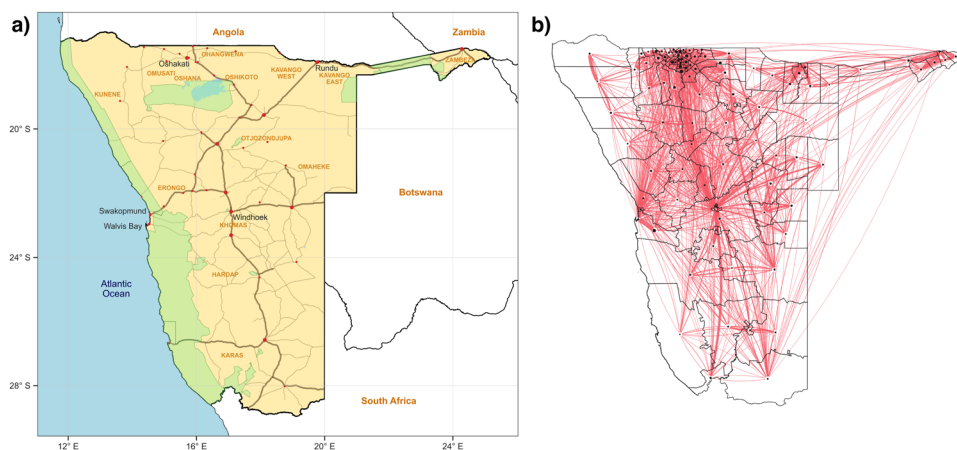 a)
b)
Angola
Zambia
OHANGWENA
Oshakati
OMUSATI
OSHANA
OSHIKOTO
KAVANGO
WEST
Rundu
KAVANGO
EAST
ZAMBEZI
KUNENE
20° S
OTJOZONDJUPA
OMAHEKE
ERONGO
Botswana
Swakopmund
Windhoek
Walvis Bay
KHOMAS
24° S
HARDAP
Atlantic
Ocean
KARAS
28° S
South Africa
12° E
16° E
20° E
24° E